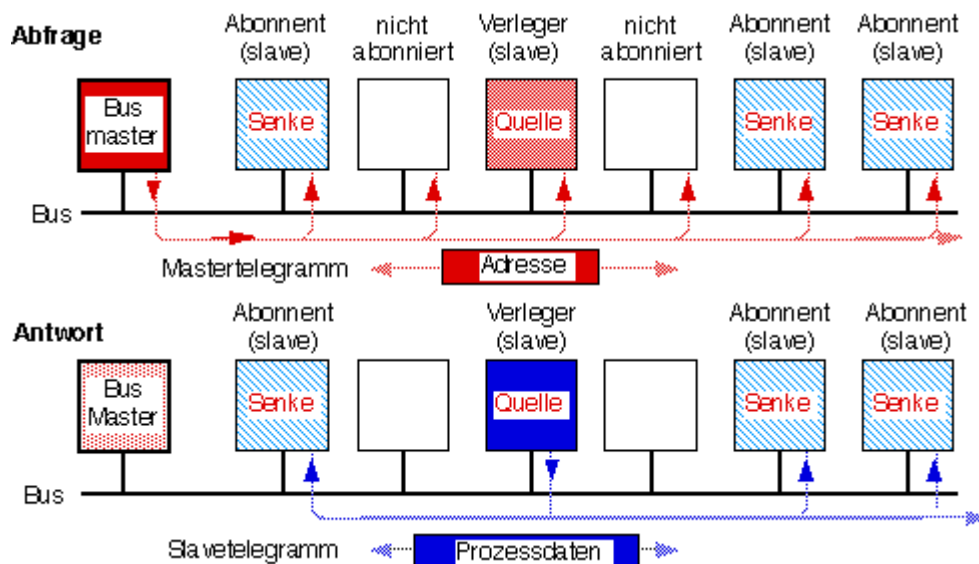 Abfrage
Abonnent nicht Verleger nicht Abonnent Abonnent
(slave) abonniert (slave) abonniert (slave) (slave)
Bus
master
Senke
Quelle
Senke
Senke
Bus
Mastertelegramm
Adresse
Antwort
Abonnent Verleger Abonnent Abonnent
(slave) (slave) (slave) (slave)
Bus
Master
Senke
Quelle
Senke
Senke
Bus
Slavetelegramm
Prozessdaten